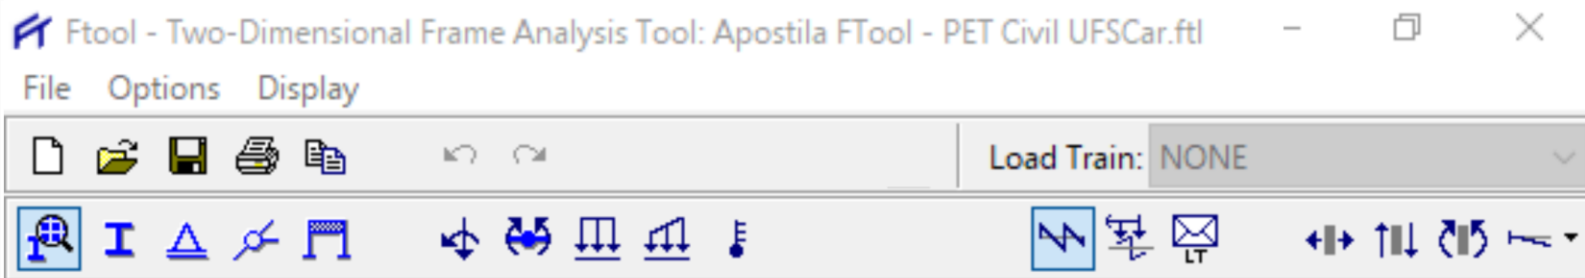 Ftool - Two-Dimensional Frame Analysis Tool: Apostila FTool - PET Civil UFSCar.ftl
File Options Display
Load Train: NONE
LT